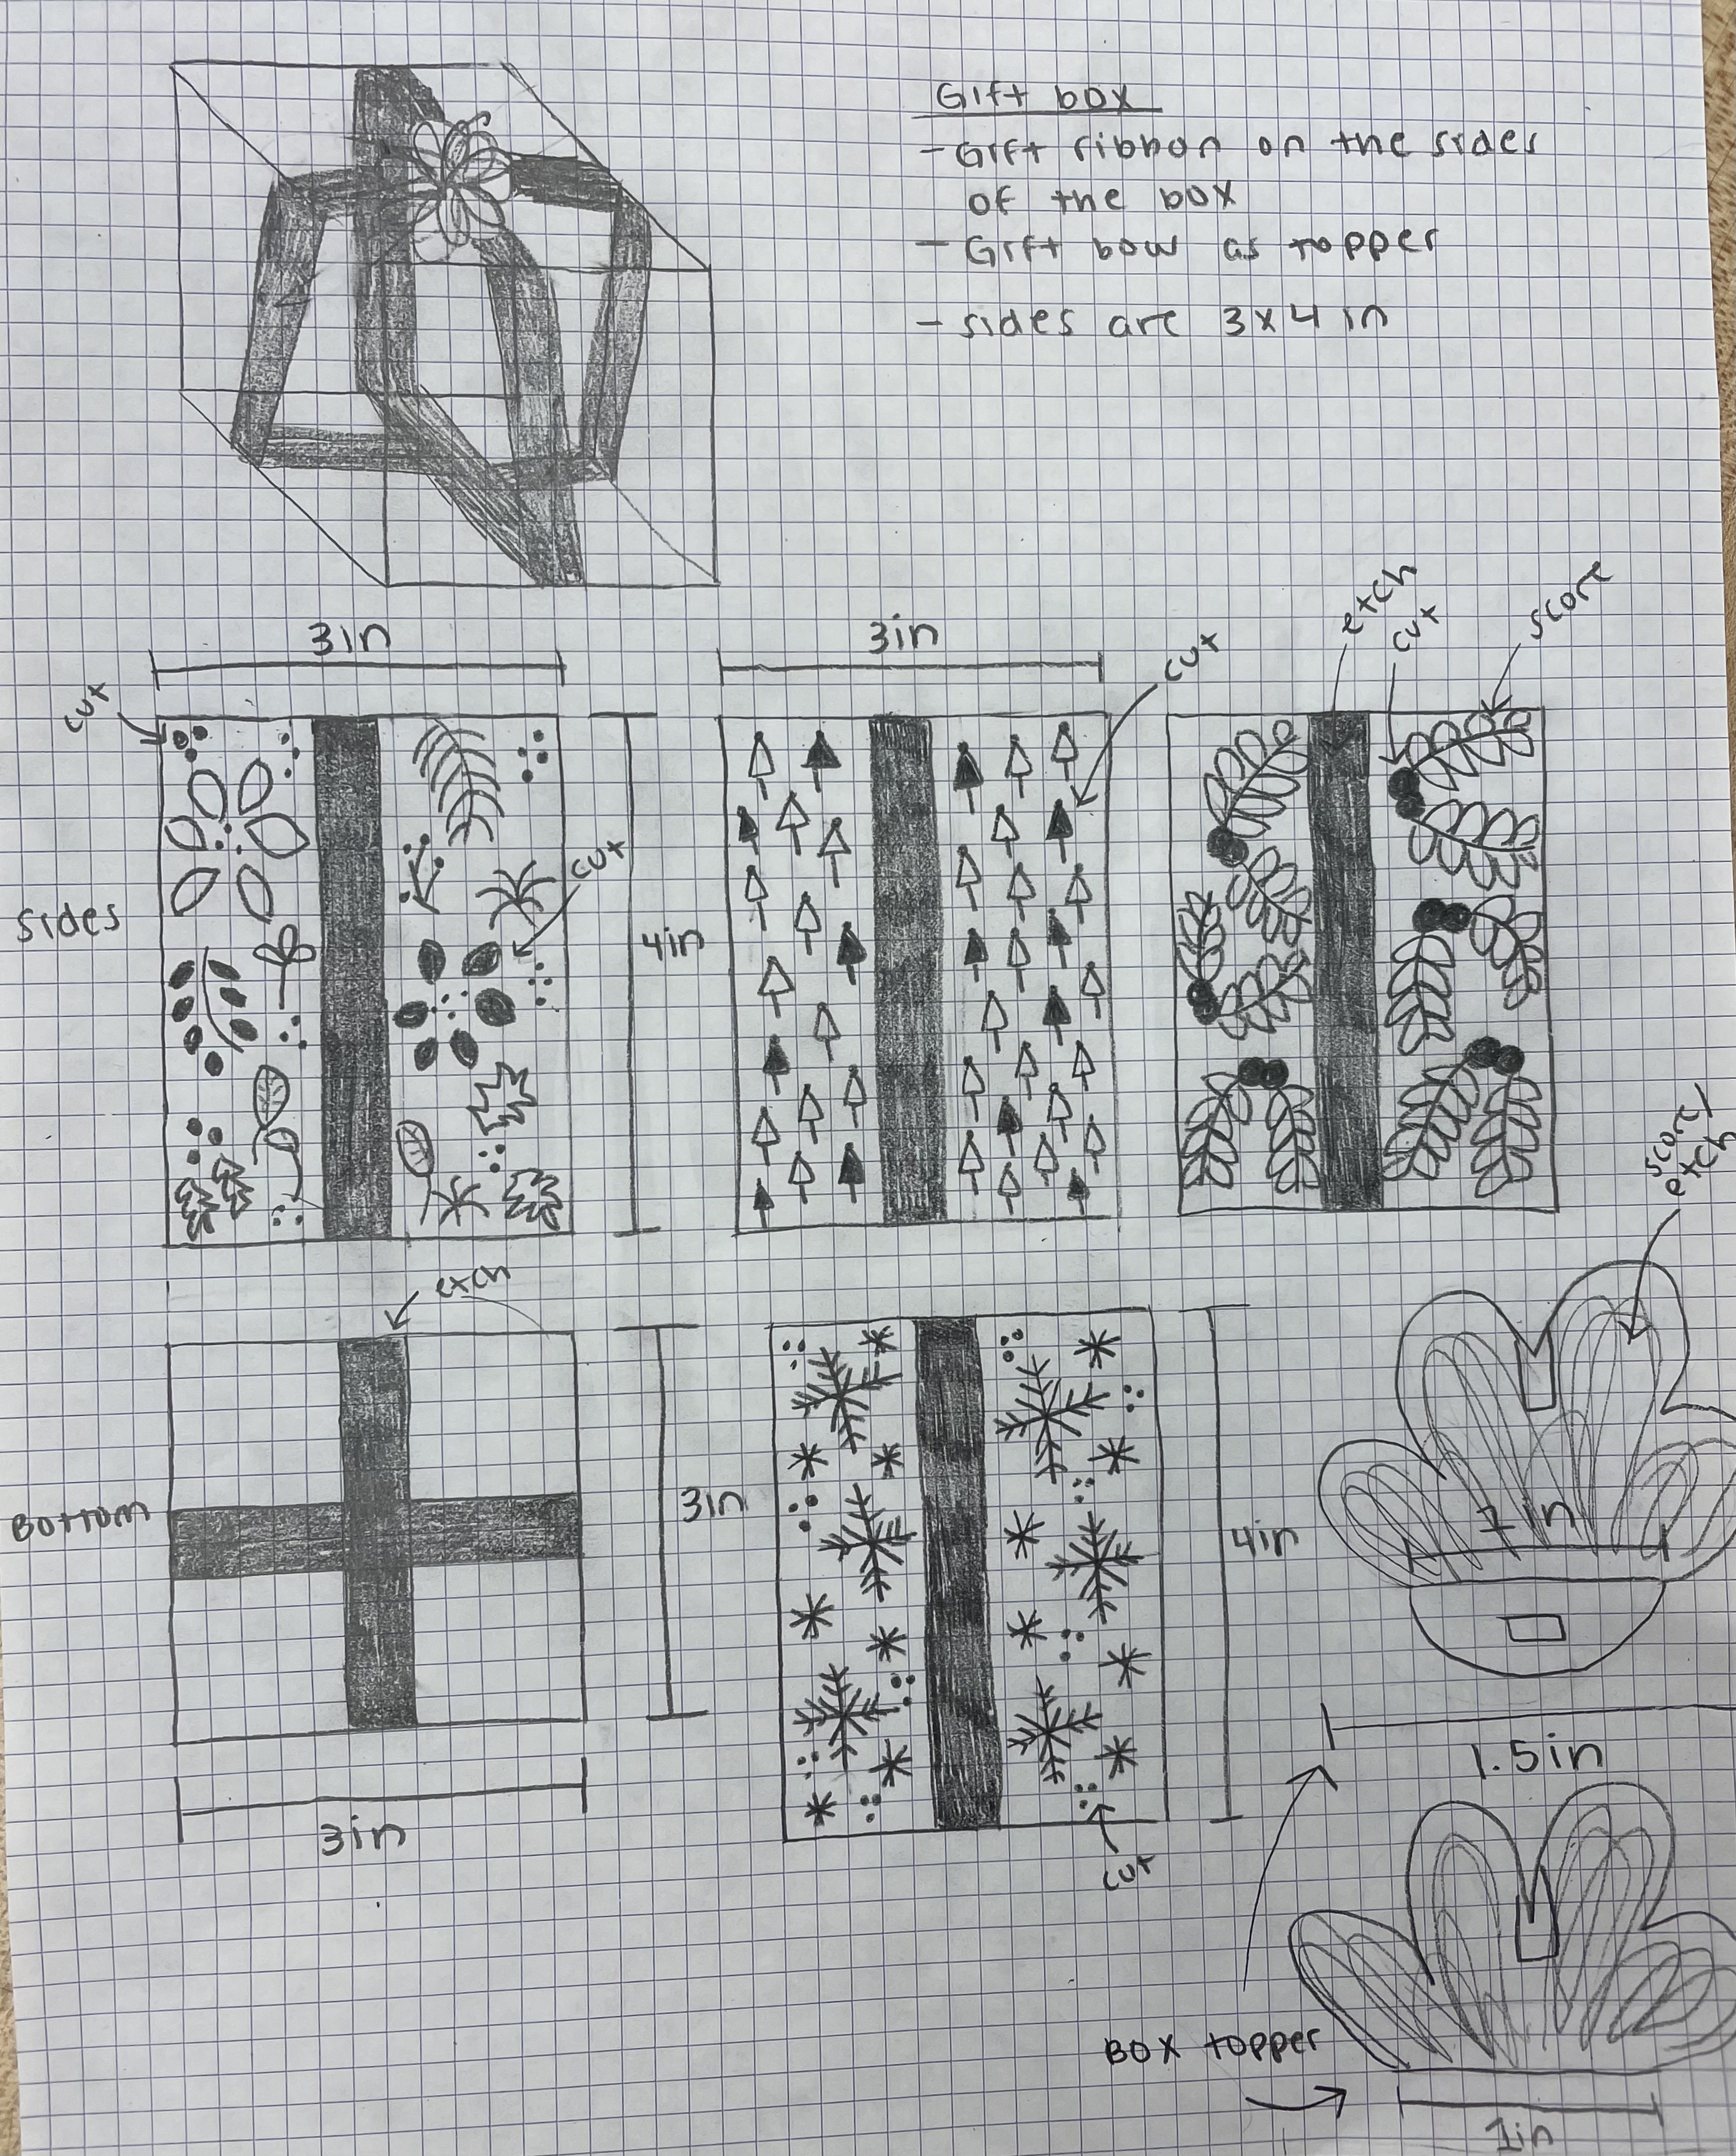 Gift box
- Gift ribbon on the sides
of the box
- Gift bow as topper
- sides are 3x4 in
3in
3in
cut
etch
cut
score
cut
cut
sides
4in
score/
etch
etch
Bottom
3in
4in
1in
3in
1.5in
cut
Box topper
1in